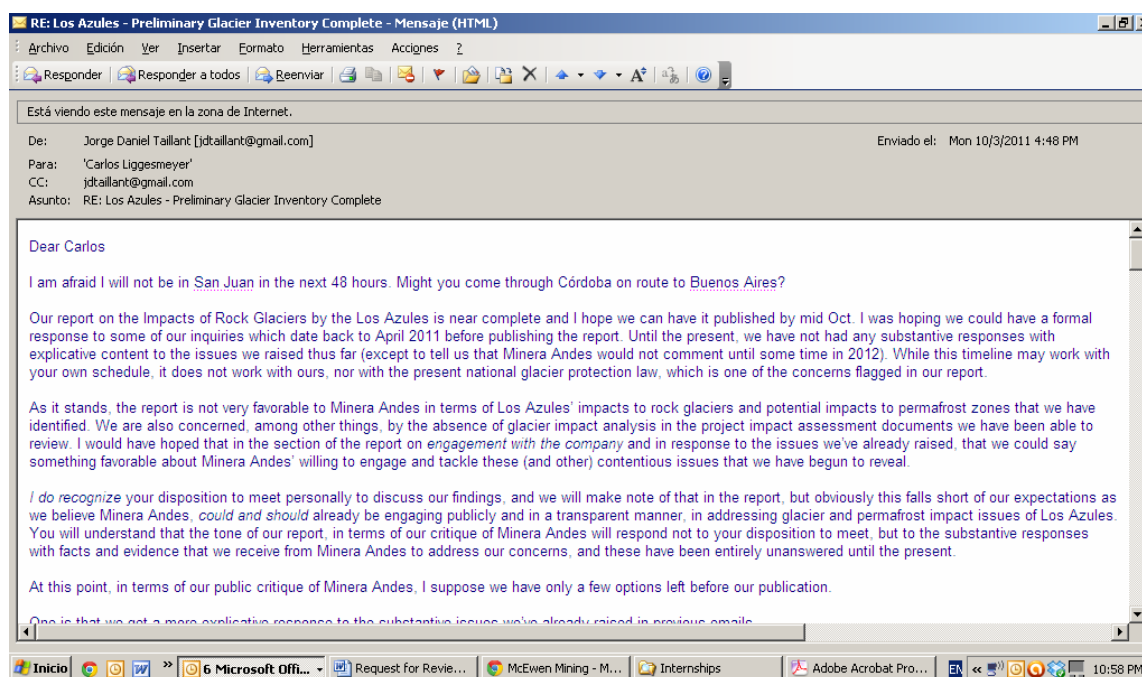 RE: Los Azules - Preliminary Glacier Inventory Complete - Mensaje (HTML)
Archivo Edición Ver Insertar Formato Herramientas Acciones ?
Responder Responder a todos Reenviar
Está viendo este mensaje en la zona de Internet.
De: Jorge Daniel Taillant [jdtaillant@gmail.com] Enviado el: Mon 10/3/2011 4:48 PM
Para: 'Carlos Liggesmeyer'
CC: jdtaillant@gmail.com
Asunto: RE: Los Azules - Preliminary Glacier Inventory Complete
Dear Carlos
I am afraid I will not be in San Juan in the next 48 hours. Might you come through Córdoba on route to Buenos Aires?
Our report on the Impacts of Rock Glaciers by the Los Azules is near complete and I hope we can have it published by mid Oct. I was hoping we could have a formal
response to some of our inquiries which date back to April 2011 before publishing the report. Until the present, we have not had any substantive responses with
explicative content to the issues we raised thus far (except to tell us that Minera Andes would not comment until some time in 2012). While this timeline may work with
your own schedule, it does not work with ours, nor with the present national glacier protection law, which is one of the concerns flagged in our report.
As it stands, the report is not very favorable to Minera Andes in terms of Los Azules' impacts to rock glaciers and potential impacts to permafrost zones that we have
identified. We are also concerned, among other things, by the absence of glacier impact analysis in the project impact assessment documents we have been able to
review. I would have hoped that in the section of the report on engagement with the company and in response to the issues we've already raised, that we could say
something favorable about Minera Andes' willing to engage and tackle these (and other) contentious issues that we have begun to reveal.
I do recognize your disposition to meet personally to discuss our findings, and we will make note of that in the report, but obviously this falls short of our expectations as
we believe Minera Andes, could and should already be engaging publicly and in a transparent manner, in addressing glacier and permafrost impact issues of Los Azules.
You will understand that the tone of our report, in terms of our critique of Minera Andes will respond not to your disposition to meet, but to the substantive responses
with facts and evidence that we receive from Minera Andes to address our concerns, and these have been entirely unanswered until the present.
At this point, in terms of our public critique of Minera Andes, I suppose we have only a few options left before our publication.
One is that we get a more explicative response to the substantive issues we've already raised in previous emails
Inicio » 6 Microsoft Offi... Request for Revie... McEwen Mining - M... Internships Adobe Acrobat Pro... EN « 10:58 PM